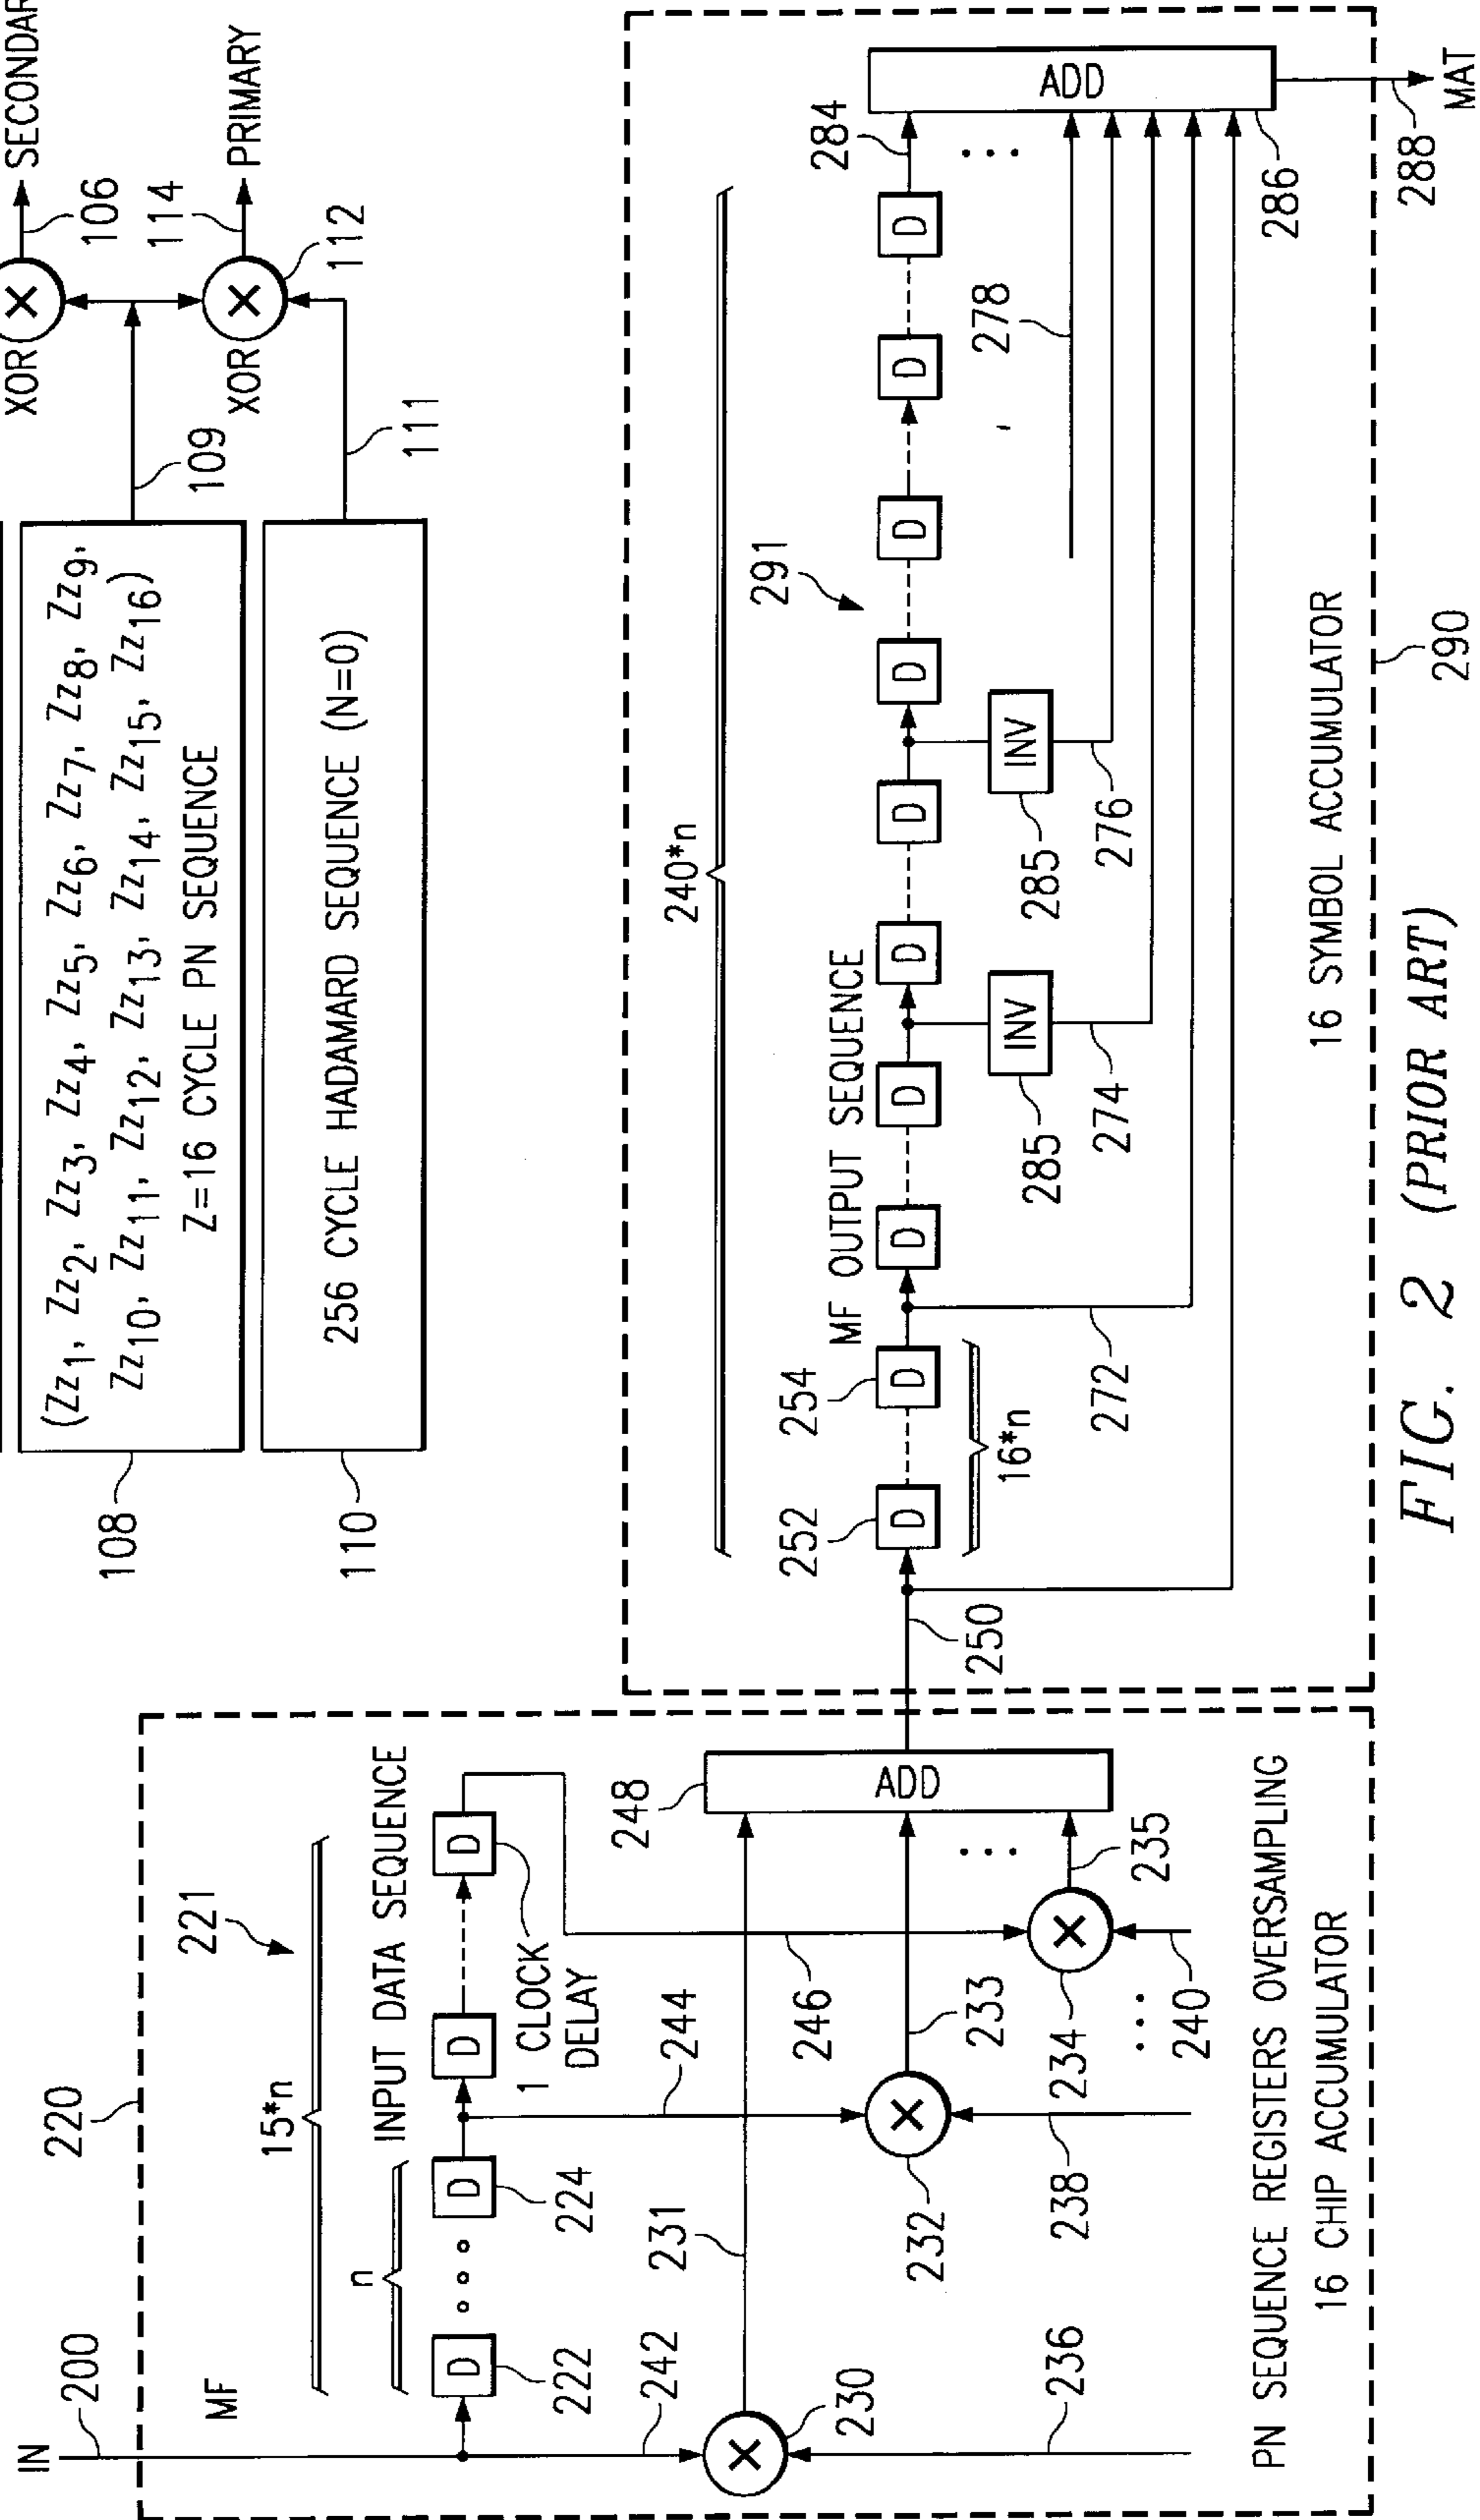 XOR
SECONDAR
106
(Zz1, Zz2, Zz3, Zz4, Zz5, Zz6, Zz7, Zz8, Zz9,
Zz10, Zz11, Zz12, Zz13, Zz14, Zz15, Zz16)
Z=16 CYCLE PN SEQUENCE
108
109
XOR
PRIMARY
114
112
256 CYCLE HADAMARD SEQUENCE (N=0)
110
111
IN
200
220
MF
15*n
221
n
INPUT DATA SEQUENCE
D
D
D
D
222
224
1 CLOCK
DELAY
242
244
246
231
248
ADD
230
232
233
234
235
236
238
240
PN SEQUENCE REGISTERS OVERSAMPLING
16 CHIP ACCUMULATOR
240*n
252
254
MF OUTPUT SEQUENCE
291
284
D
D
D
D
D
D
D
D
D
D
250
16*n
272
INV
285
274
INV
285
276
278
ADD
286
288
MAT
16 SYMBOL ACCUMULATOR
290
FIG. 2 (PRIOR ART)